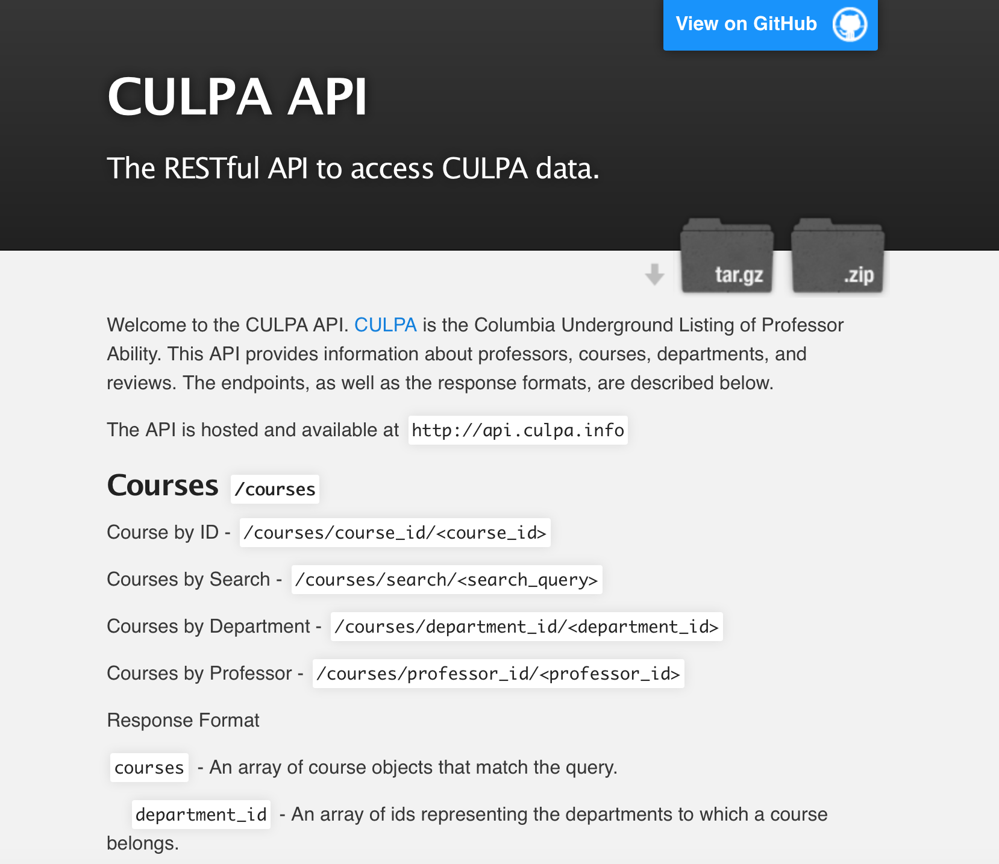 View on GitHub
CULPA API
The RESTful API to access CULPA data.
tar.gz
.zip
Welcome to the CULPA API. CULPA is the Columbia Underground Listing of Professor
Ability. This API provides information about professors, courses, departments, and
reviews. The endpoints, as well as the response formats, are described below.
The API is hosted and available at http://api.culpa.info
Courses /courses
Course by ID - /courses/course_id/<course_id>
Courses by Search - /courses/search/<search_query>
Courses by Department - /courses/department_id/<department_id>
Courses by Professor - /courses/professor_id/<professor_id>
Response Format
courses - An array of course objects that match the query.
department_id - An array of ids representing the departments to which a course
belongs.